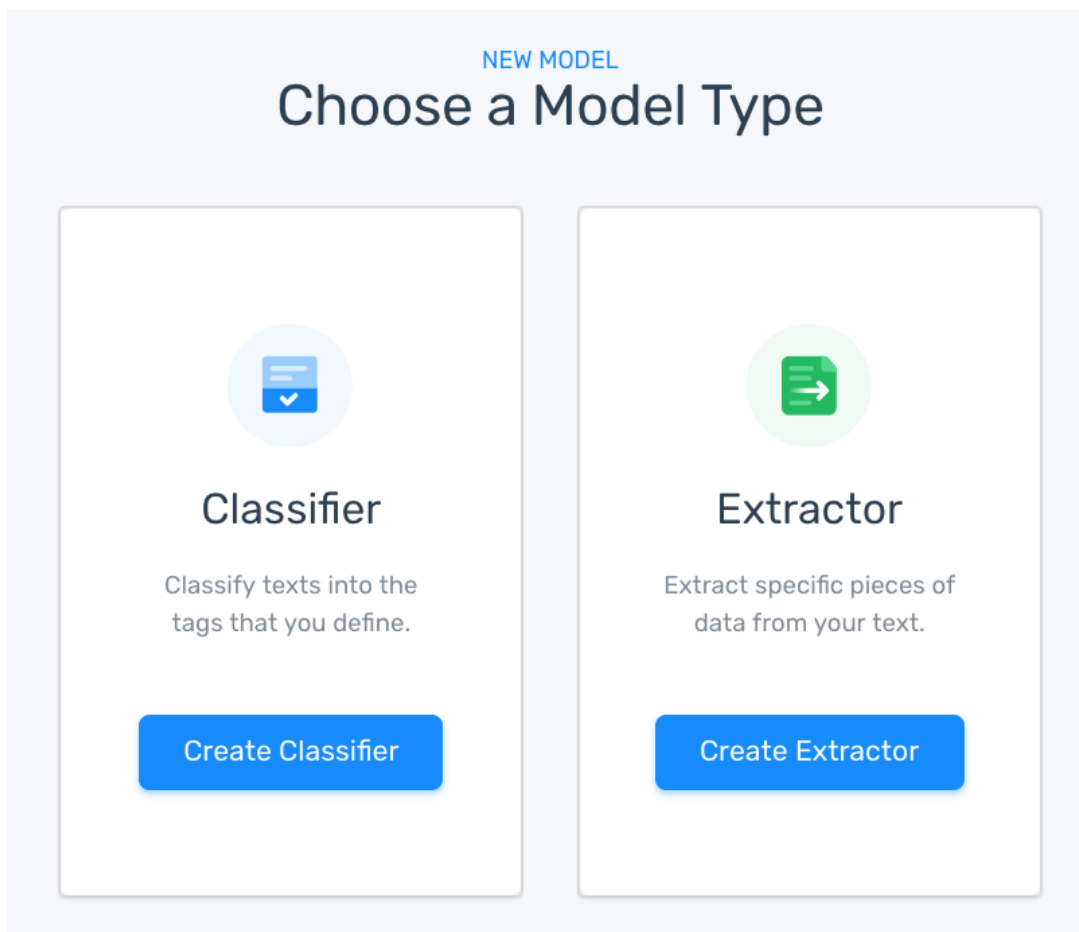 NEW MODEL
Choose a Model Type
Classifier
Classify texts into the
tags that you define.
Create Classifier
Extractor
Extract specific pieces of
data from your text.
Create Extractor